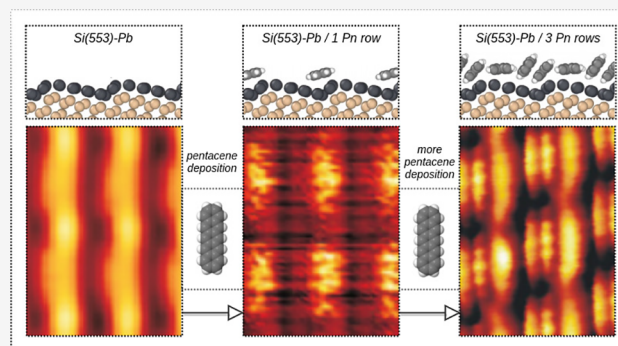 Si(553)-Pb
Si(553)-Pb / 1 Pn row
Si(553)-Pb / 3 Pn rows
pentacene
deposition
more
pentacene
deposition